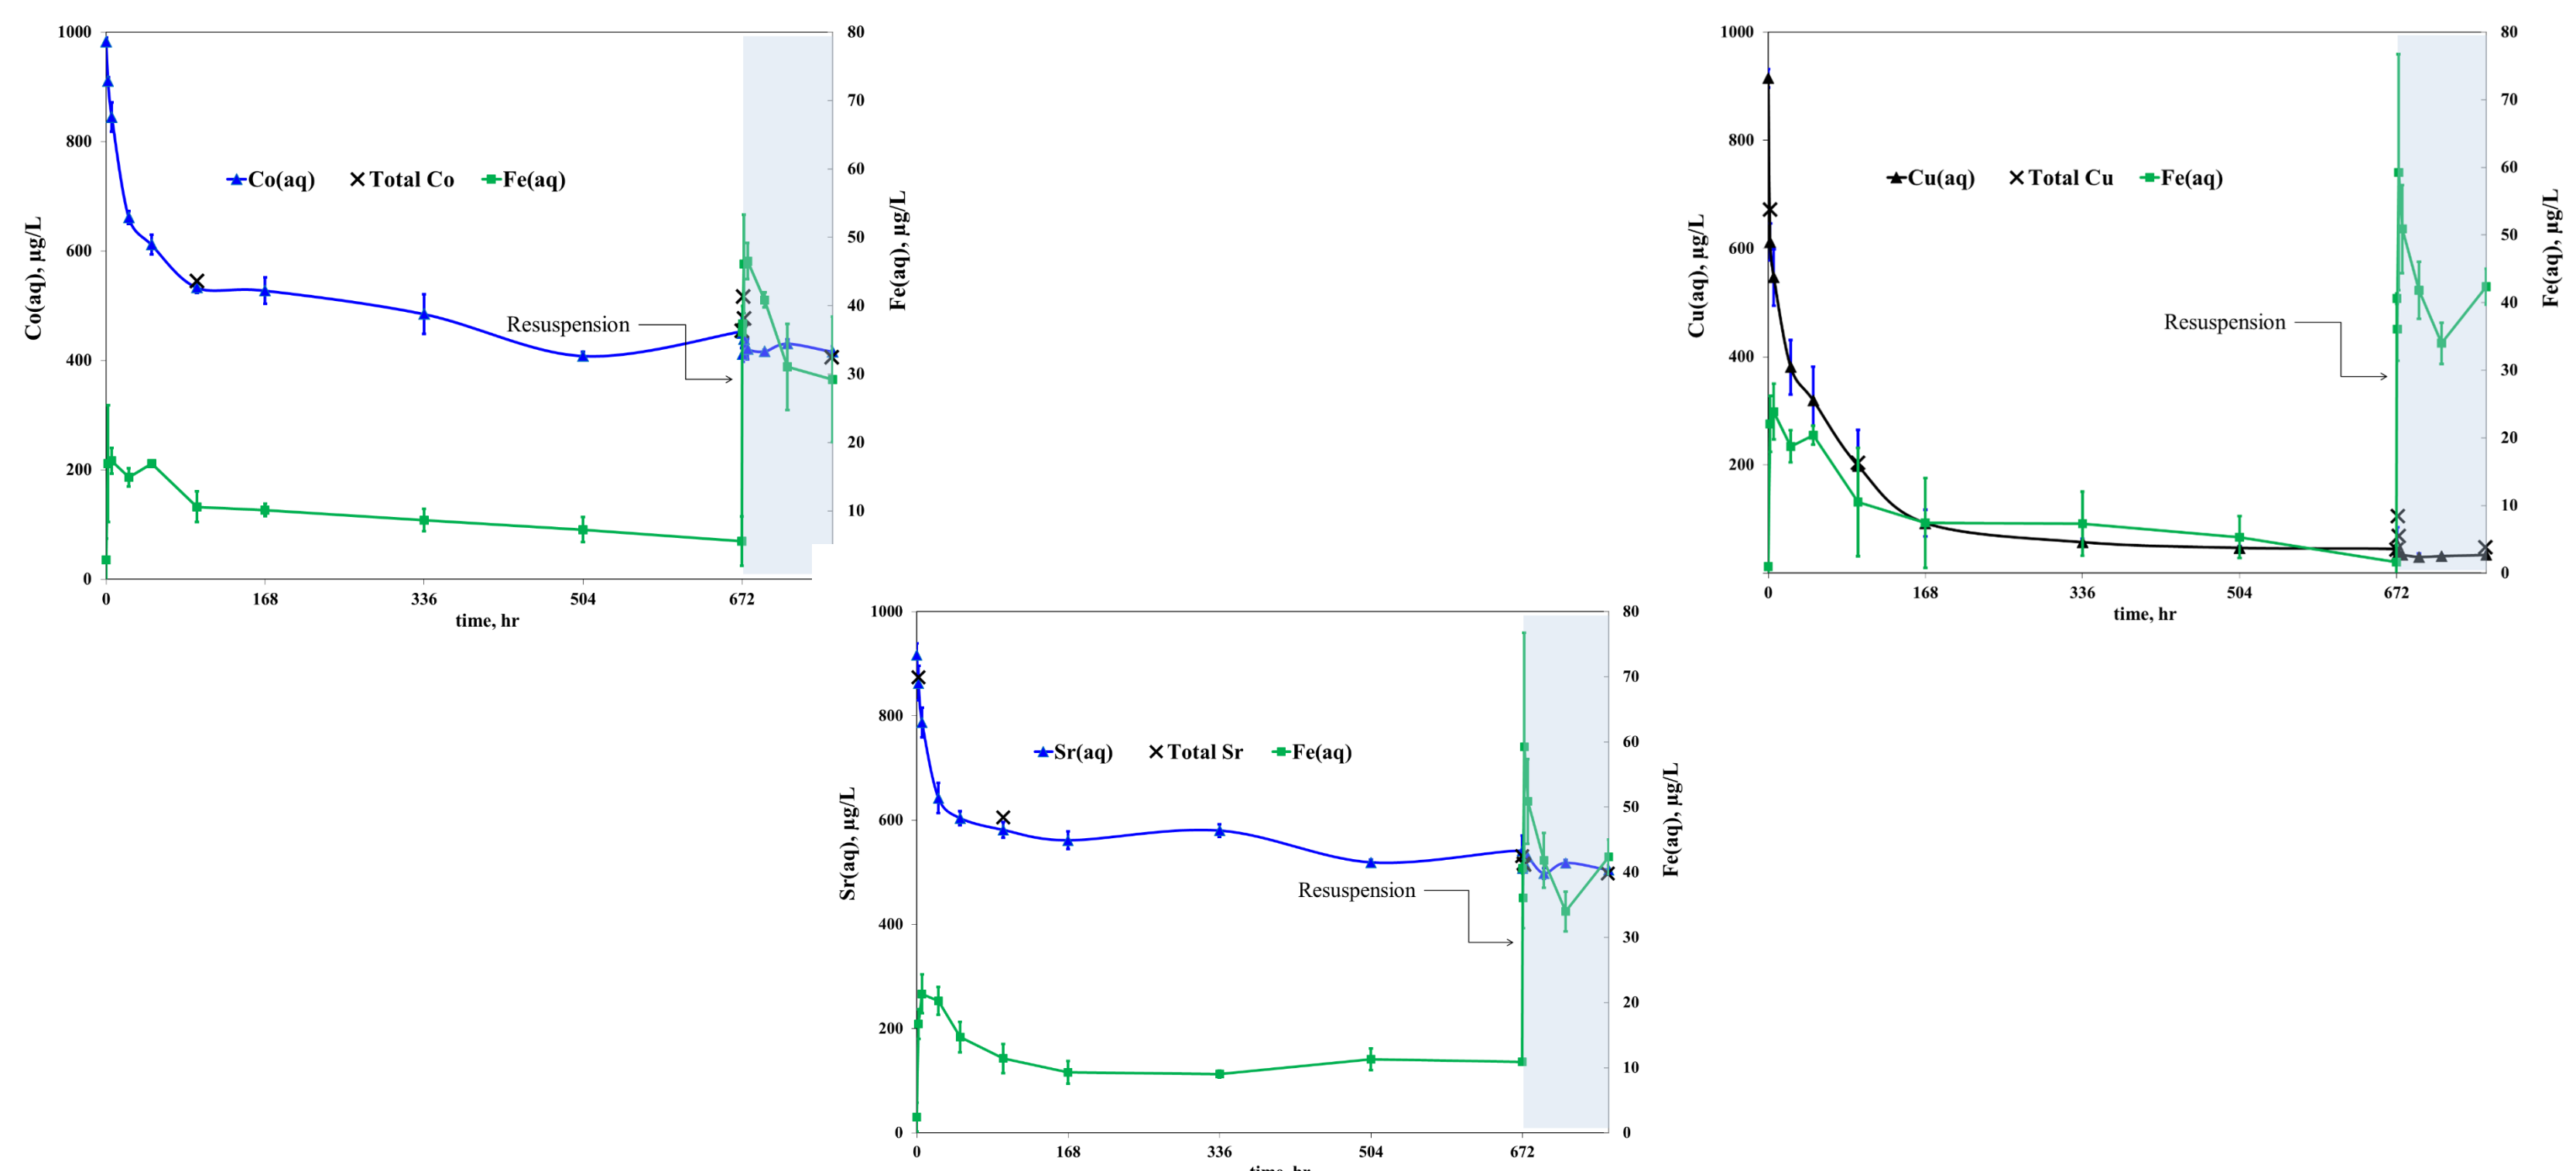 1000
800
600
400
200
0
Co(aq), µg/L
Co(aq) Total Co Fe(aq)
Resuspension
80
70
60
50
40
30
20
10
Fe(aq), µg/L
0 168 336 504 672
time, hr
1000
800
600
400
200
0
Sr(aq), µg/L
Sr(aq) Total Sr Fe(aq)
Resuspension
80
70
60
50
40
30
20
10
0
Fe(aq), µg/L
0 168 336 504 672
time, hr
1000
800
600
400
200
Cu(aq), µg/L
Cu(aq) Total Cu Fe(aq)
Resuspension
80
70
60
50
40
30
20
10
0
Fe(aq), µg/L
0 168 336 504 672
time, hr